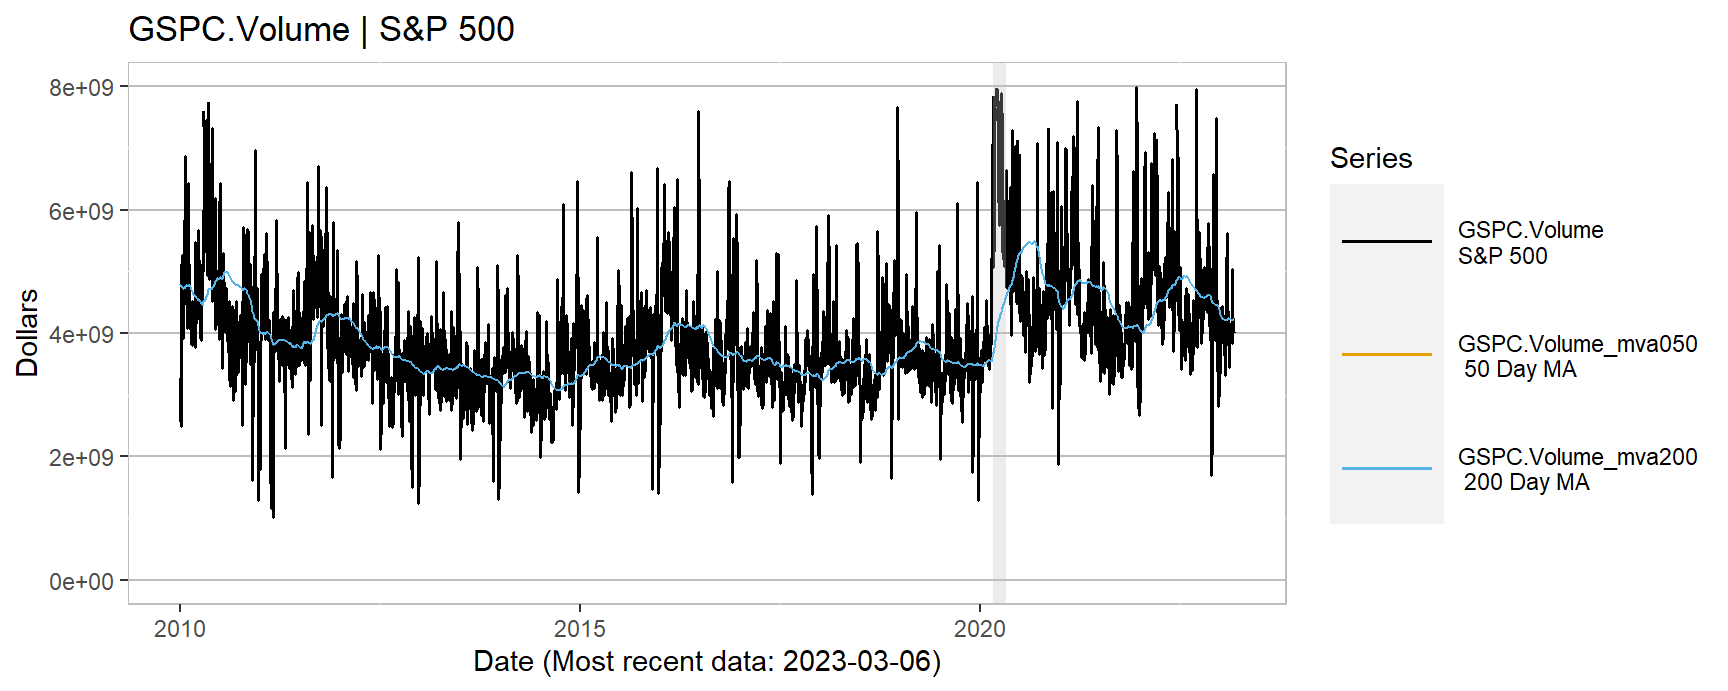 GSPC.Volume | S&P 500
8e+09
6e+09
4e+09
2e+09
0e+00
Dollars
2010
2015
2020
Date (Most recent data: 2023-03-06)
Series
GSPC.Volume
S&P 500
GSPC.Volume_mva050
50 Day MA
GSPC.Volume_mva200
200 Day MA